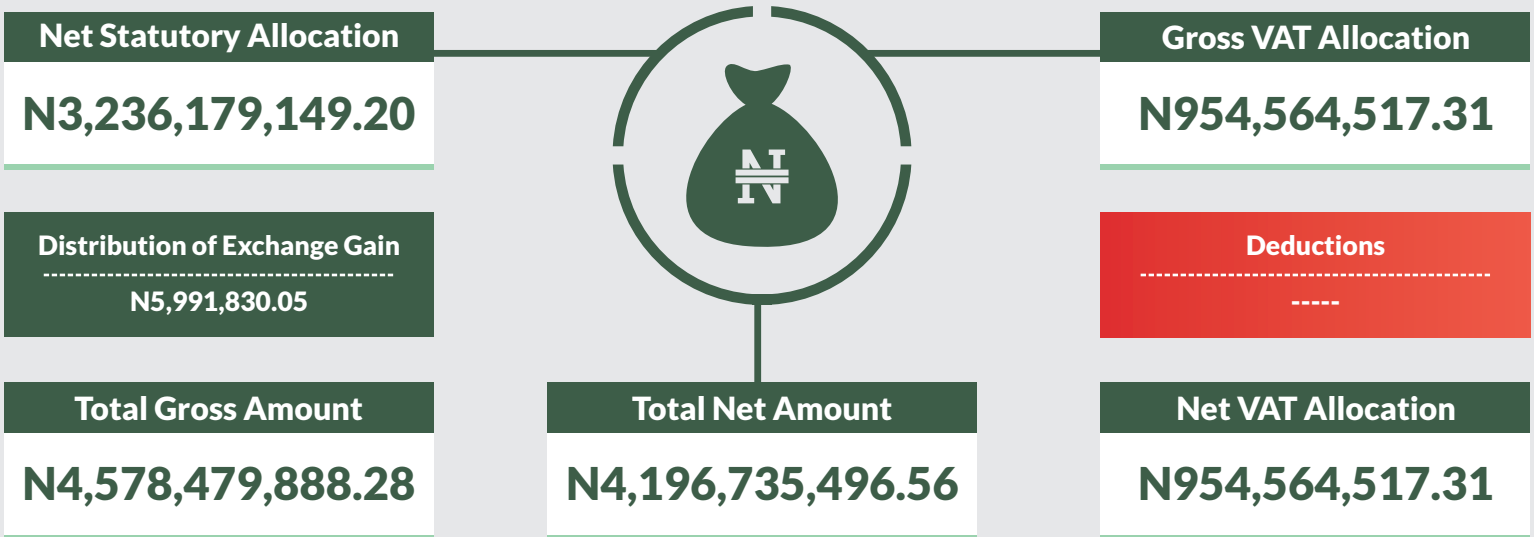 Net Statutory Allocation
N3,236,179,149.20
Gross VAT Allocation
N954,564,517.31
₦
Distribution of Exchange Gain
N5,991,830.05
Deductions
-----
Total Gross Amount
N4,578,479,888.28
Total Net Amount
N4,196,735,496.56
Net VAT Allocation
N954,564,517.31